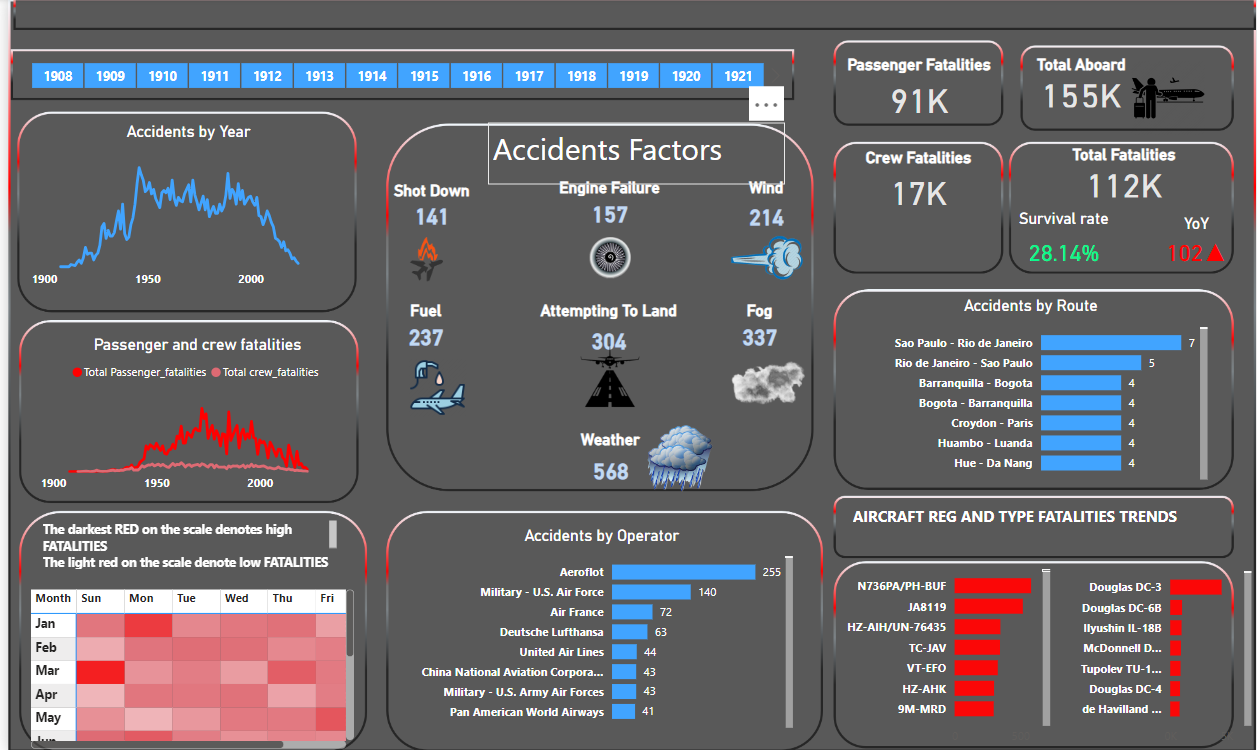 1908 1909 1910 1911 1912 1913 1914 1915 1916 1917 1918 1919 1920 1921
...
Passenger Fatalities
91K
Total Aboard
155K
Crew Fatalities
17K
Total Fatalities
112K
Survival rate
28.14%
YoY
102
Accidents by Year
1900 1950 2000
Accidents Factors
Shot Down
141
Engine Failure
157
Wind
214
Fuel
237
Attempting To Land
304
Fog
337
Weather
568
Passenger and crew fatalities
Total Passenger_fatalities Total crew_fatalities
1900 1950 2000
Accidents by Route
Sao Paulo - Rio de Janeiro 7
Rio de Janeiro - Sao Paulo 5
Barranquilla - Bogota 4
Bogota - Barranquilla 4
Croydon - Paris 4
Huambo - Luanda 4
Hue - Da Nang 4
The darkest RED on the scale denotes high
FATALITIES
The light red on the scale denote low FATALITIES
Month Sun Mon Tue Wed Thu Fri
Jan
Feb
Mar
Apr
May
Jun
Accidents by Operator
Aeroflot 255
Military - U.S. Air Force 140
Air France 72
Deutsche Lufthansa 63
United Air Lines 44
China National Aviation Corpora... 43
Military - U.S. Army Air Forces 43
Pan American World Airways 41
AIRCRAFT REG AND TYPE FATALITIES TRENDS
N736PA/PH-BUF
JA8119
HZ-AIH/UN-76435
TC-JAV
VT-EFO
HZ-AHK
9M-MRD
Douglas DC-3
Douglas DC-6B
Ilyushin IL-18B
McDonnell D...
Tupolev TU-1...
Douglas DC-4
de Havilland ...